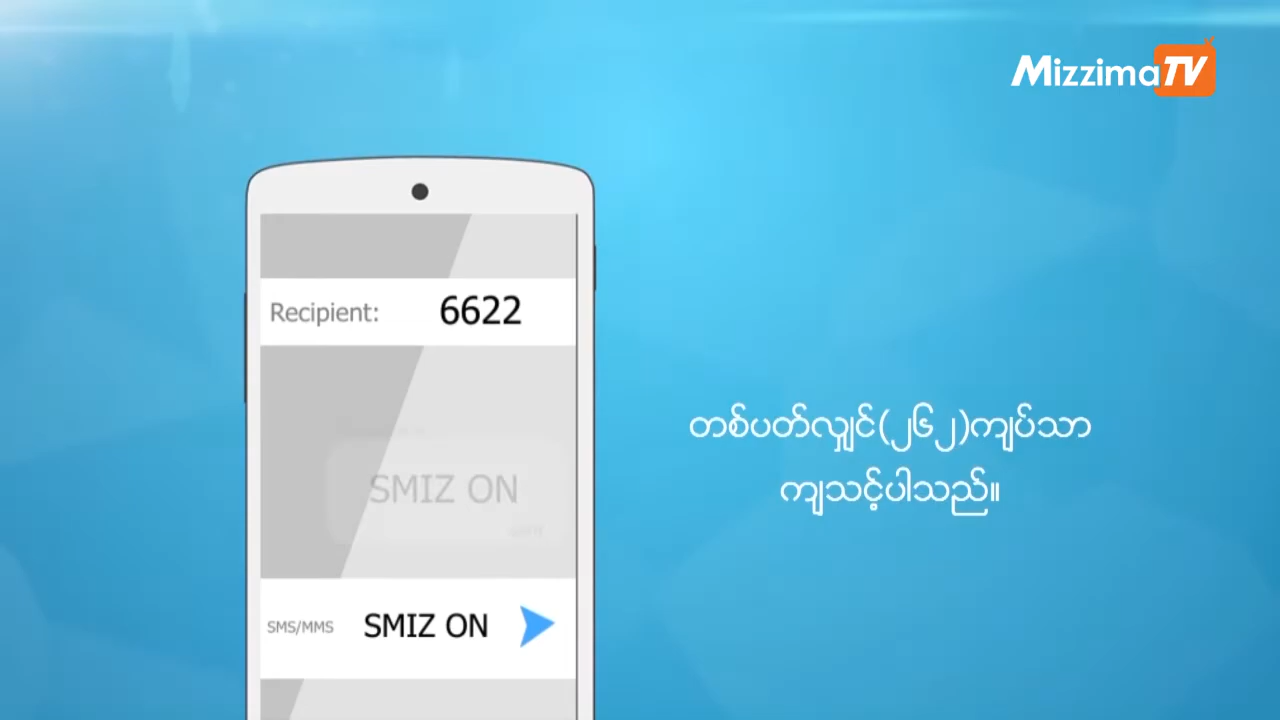 MizzimaTV
Recipient: 6622
SMIZ ON
SMS/MMS SMIZ ON
တစ်ပတ်လျှင်(၂၆၂)ကျပ်သာ
ကျသင့်ပါသည်။